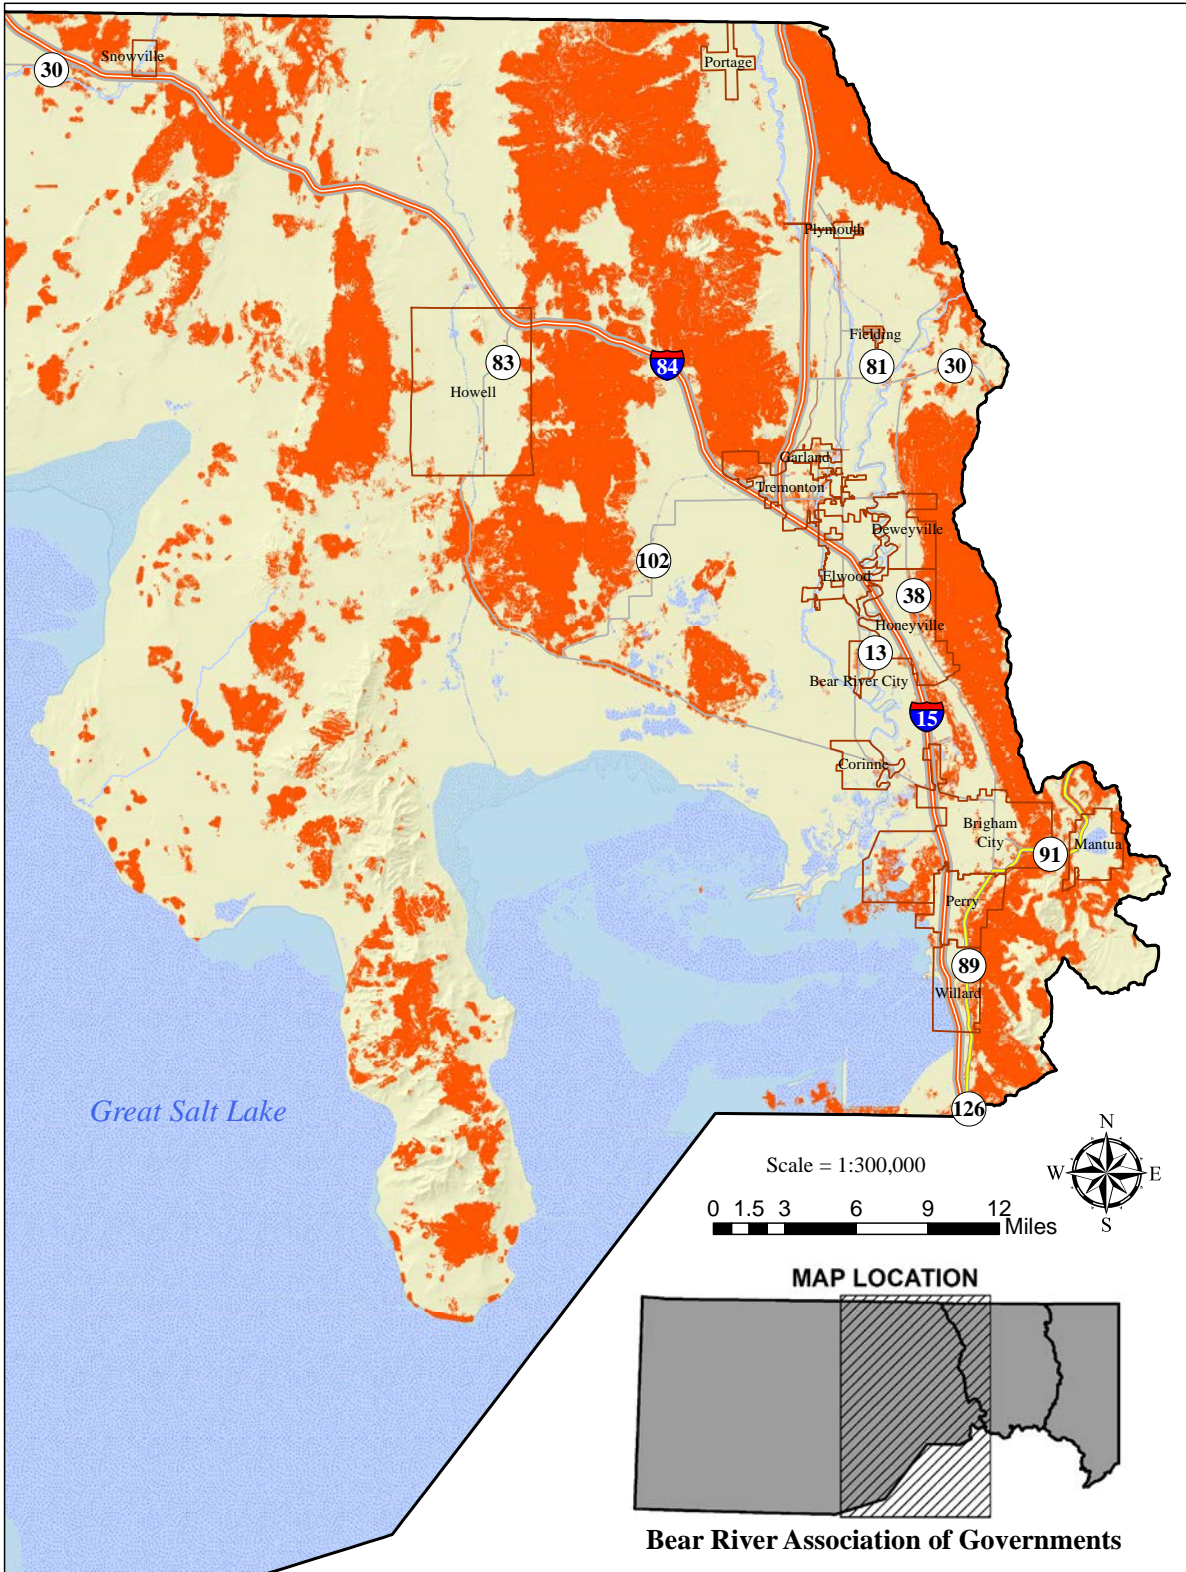 Snowville
30
Portage
Plymouth
Fielding
83
84
81
30
Howell
Garland
Tremonton
Deweyville
102
Elwood
38
Honeyville
13
Bear River City
15
Corinne
Brigham
City
91
Mantua
Perry
89
Willard
Great Salt Lake
126
N
W
E
S
Scale = 1:300,000
0 1.5 3 6 9 12
Miles
MAP LOCATION
Bear River Association of Governments